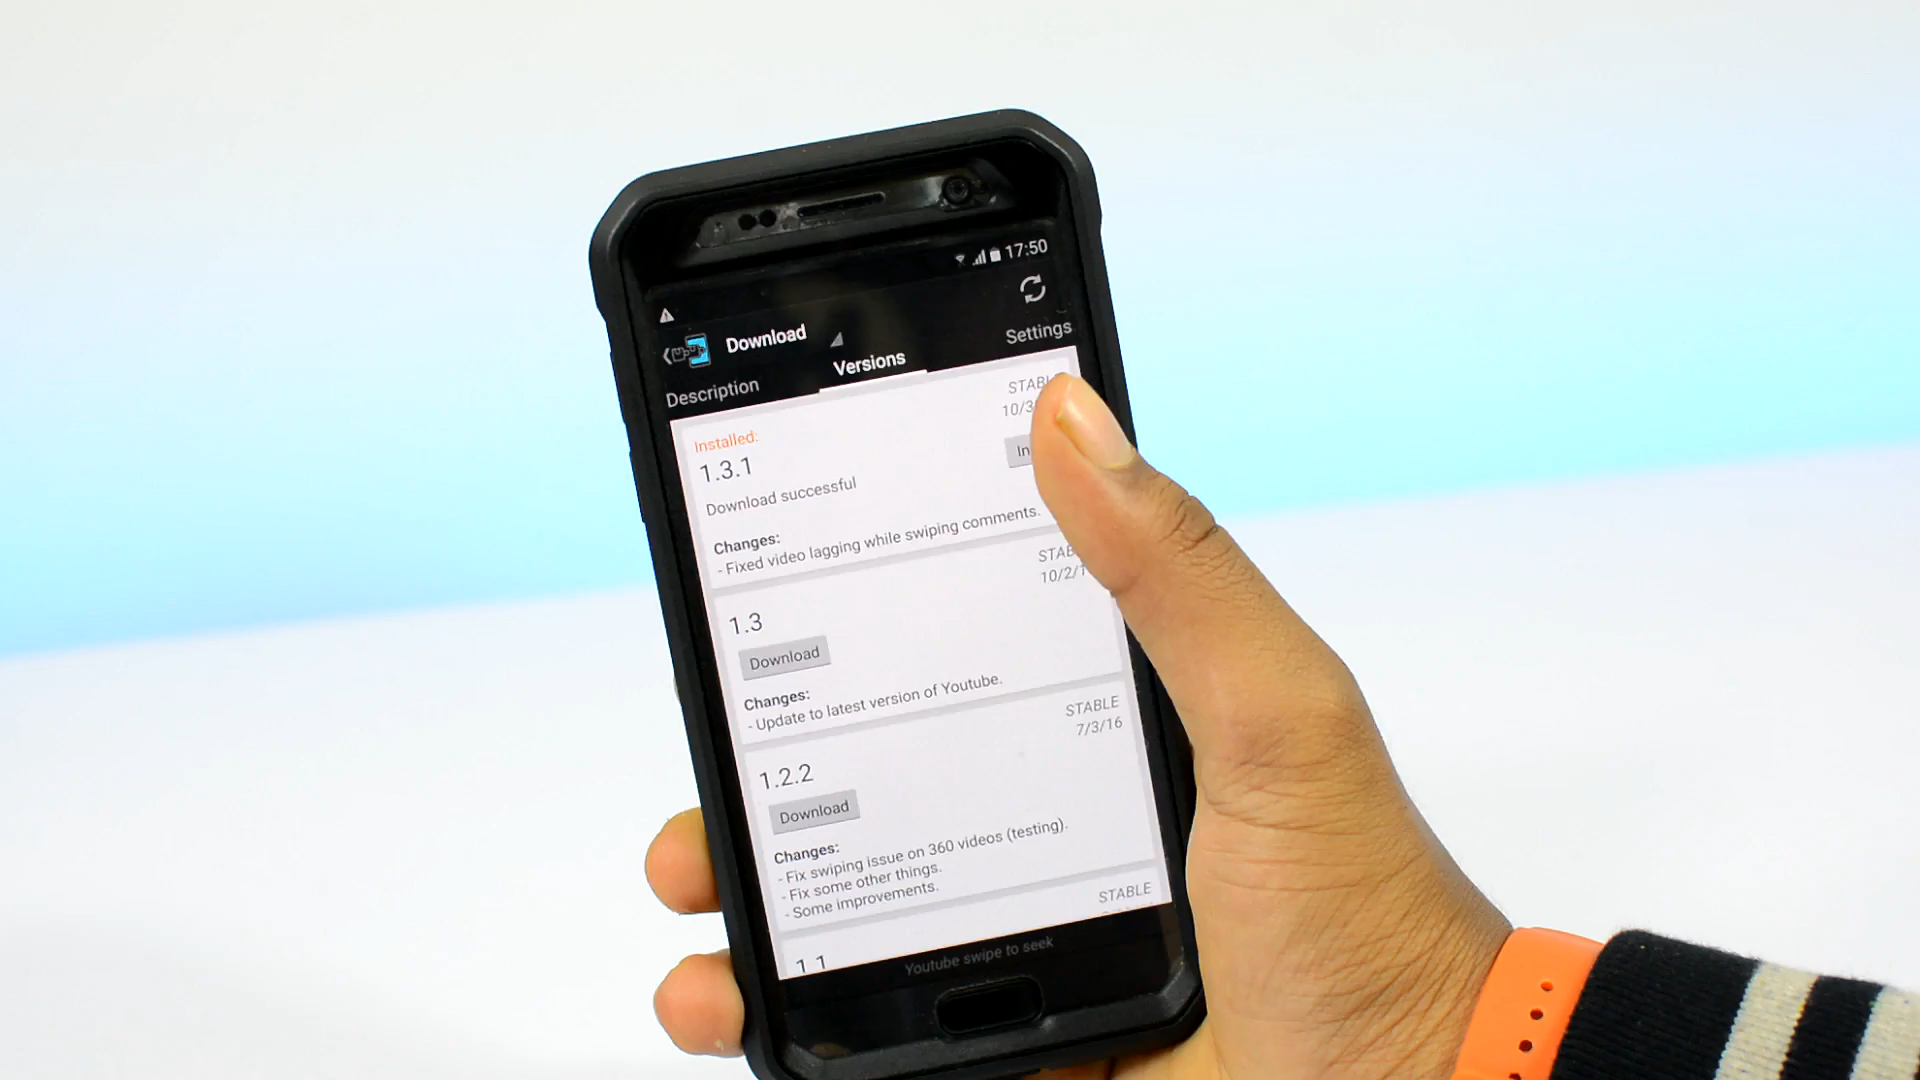 17:50
Download
Description
Versions
Settings
STABLE
Installed:
1.3.1
Download successful
Changes:
- Fixed video lagging while swiping comments.
10/2/1
1.3
Download
Changes:
- Update to latest version of Youtube.
STABLE
7/3/16
1.2.2
Download
Changes:
- Fix swiping issue on 360 videos (testing).
- Fix some other things.
- Some improvements.
STABLE
1.1
Youtube swipe to seek